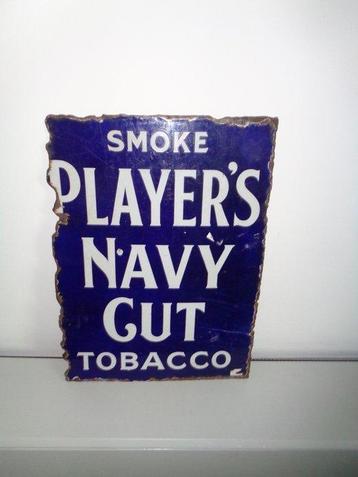 SMOKE
PLAYER'S
NAVY
CUT
TOBACCO